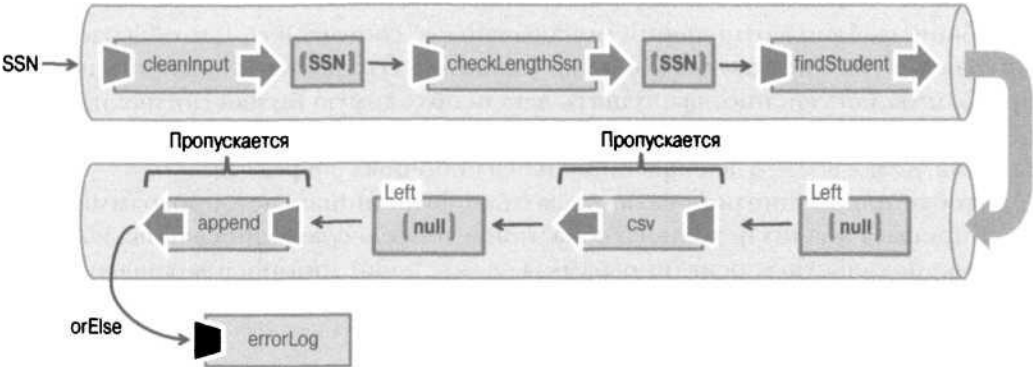 SSN
cleanInput
(SSN)
checkLengthSsn
(SSN)
findStudent
Пропускается
Пропускается
append
Left
(null)
csv
Left
(null)
orElse
errorLog